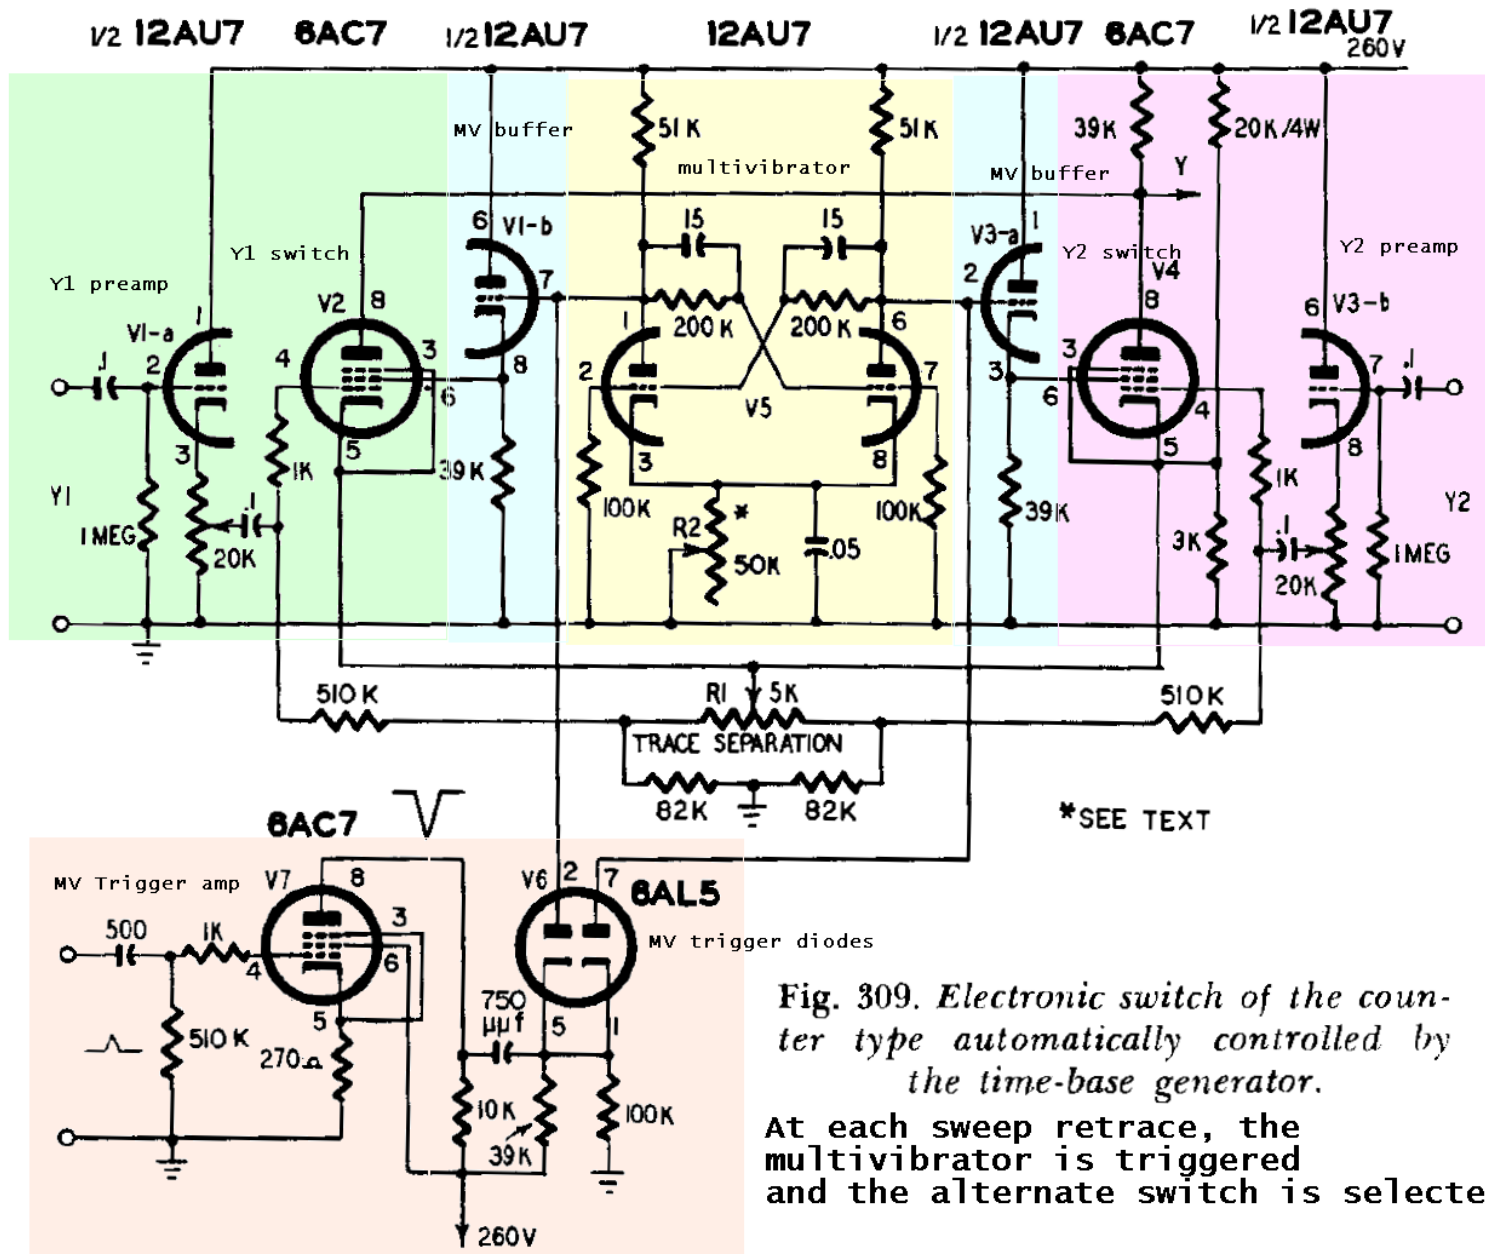 1/2 12AU7 6AC7 1/2 12AU7 12AU7 1/2 12AU7 6AC7 1/2 12AU7
260V
MV buffer 51K 51K 39K 20K/4W
multivibrator MV buffer Y
6 V1-b 15 15 V3-a 1
Y1 switch Y2 switch Y2 preamp
Y1 preamp V2 8 7 2 V4 8 6 V3-b
1 200K 200K 6
.1 V1-a 2 4 3 8 2 7 3 3 7 .1
6 V5 6 4
3 5 3 8 5 8
1K 39K 1K
Y1 100K R2 * 100K 39K Y2
1 MEG .1 20K 50K .05 3K .1 20K 1 MEG
510K R1 5K 510K
TRACE SEPARATION
82K 82K
*SEE TEXT
6AC7
MV Trigger amp V7 8 V6 2 7 6AL5
500 1K 3 MV trigger diodes
4 6
750
μμf
5 5 1
510K 270Ω
10K 100K
39K
260V
Fig. 309. Electronic switch of the coun-
ter type automatically controlled by
the time-base generator.
At each sweep retrace, the
multivibrator is triggered
and the alternate switch is selecte